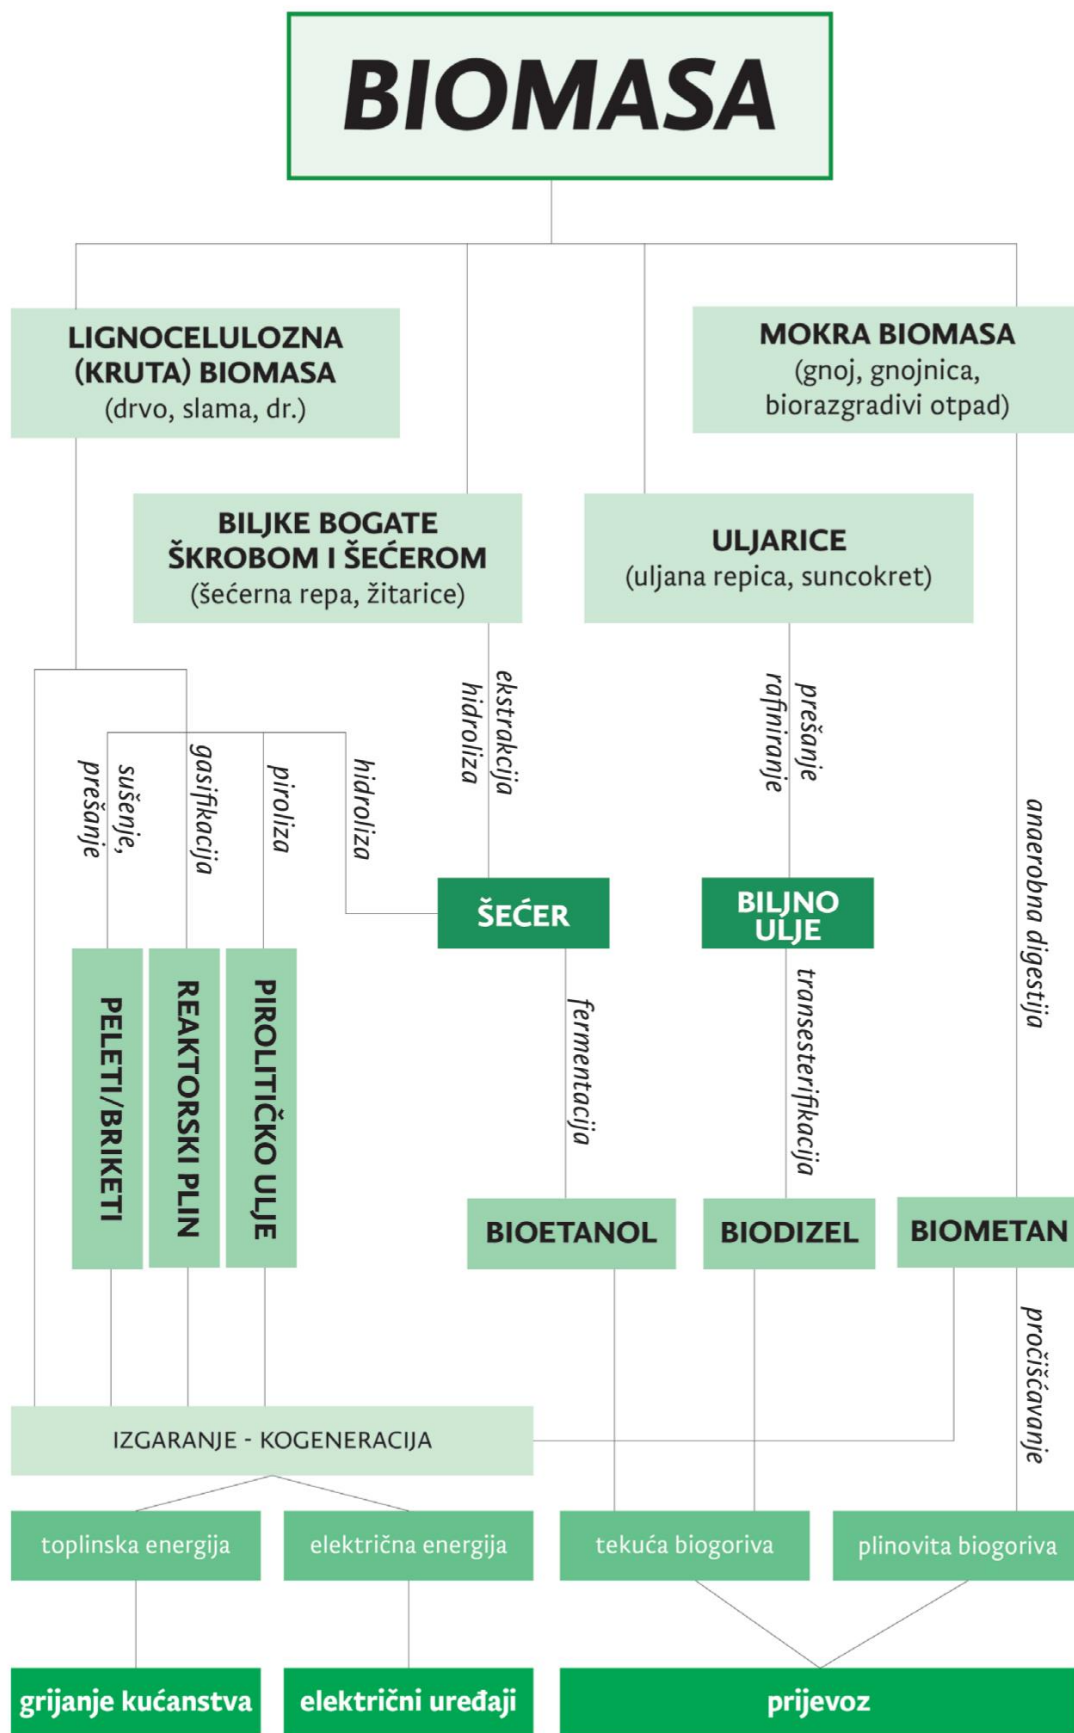 BIOMASA
LIGNOCELULOZNA
(KRUTA) BIOMASA
(drvo, slama, dr.)
MOKRA BIOMASA
(gnoj, gnojnica,
biorazgradivi otpad)
BILJKE BOGATE
ŠKROBOM I ŠEĆEROM
(šećerna repa, žitarice)
ULJARICE
(uljana repica, suncokret)
sušenje,
prešanje
gasifikacija
piroliza
hidroliza
ekstrakcija
hidroliza
prešanje
rafiniranje
anaerobna digestija
ŠEĆER
BILJNO
ULJE
PELETI/BRIKETI
REAKTORSKI PLIN
PIROLITIČKO ULJE
fermentacija
transesterifikacija
BIOETANOL
BIODIZEL
BIOMETAN
pročišćavanje
IZGARANJE - KOGENERACIJA
toplinska energija
električna energija
tekuća biogoriva
plinovita biogoriva
grijanje kućanstva
električni uređaji
prijevoz